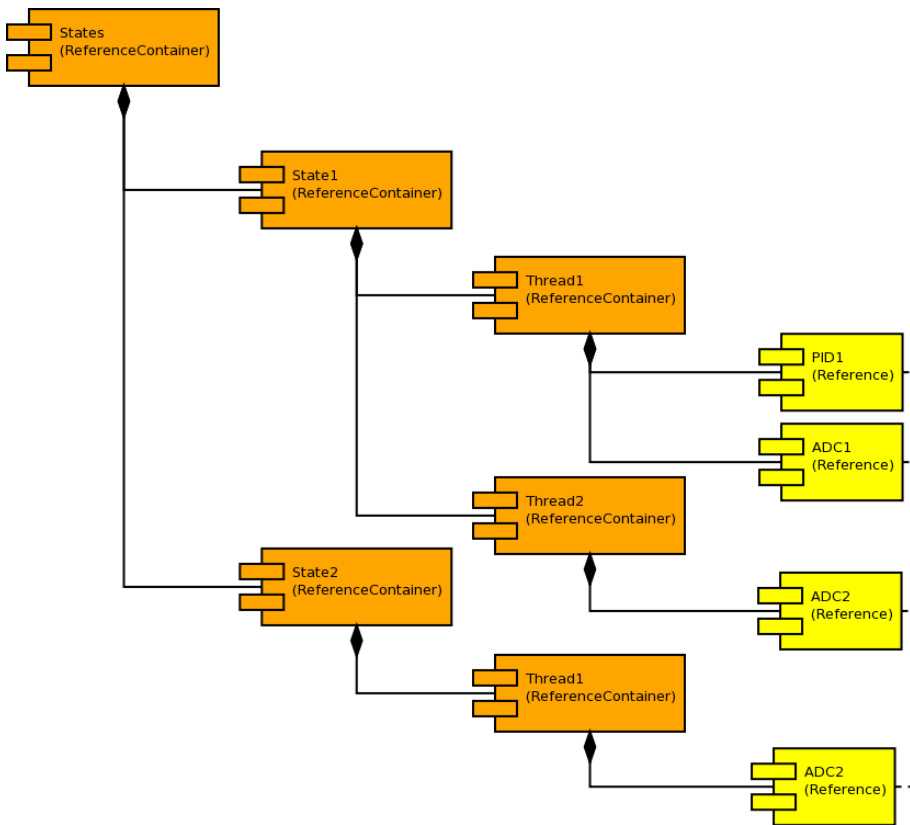 States
(ReferenceContainer)
State1
(ReferenceContainer)
Thread1
(ReferenceContainer)
PID1
(Reference)
ADC1
(Reference)
Thread2
(ReferenceContainer)
State2
(ReferenceContainer)
ADC2
(Reference)
Thread1
(ReferenceContainer)
ADC2
(Reference)